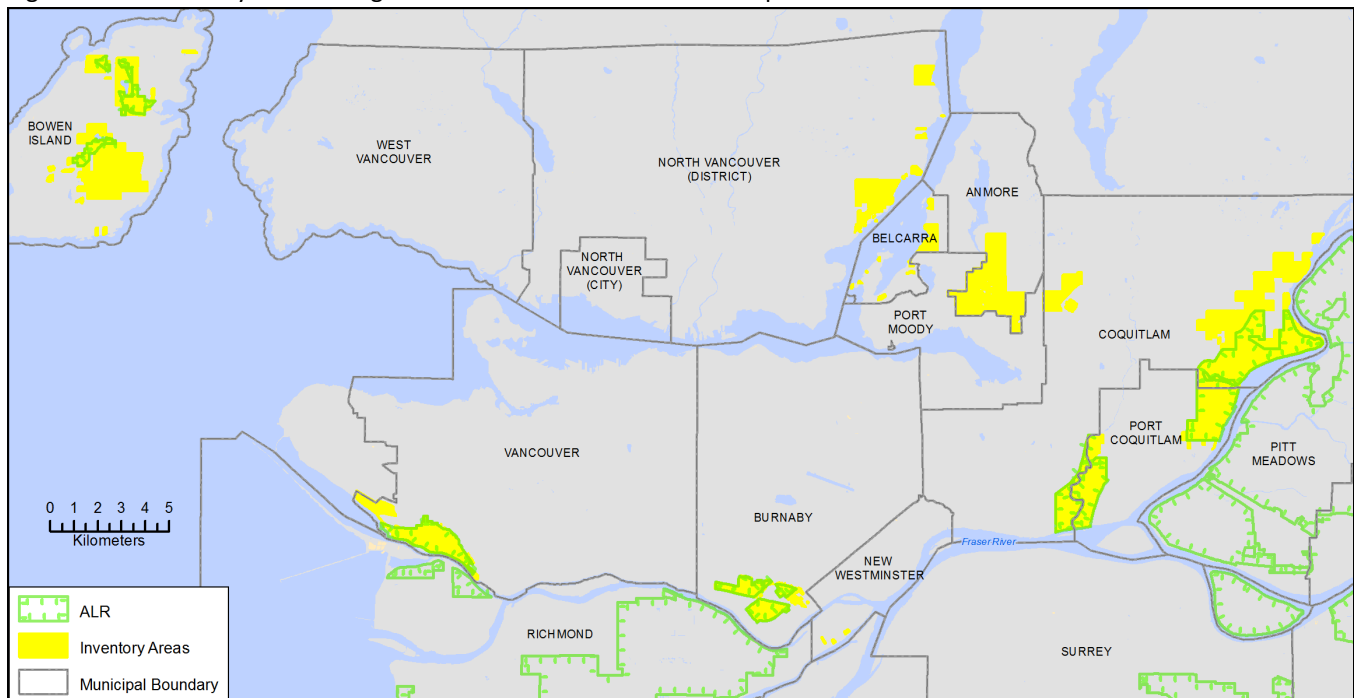 BOWEN
ISLAND
WEST
VANCOUVER
NORTH VANCOUVER
(DISTRICT)
ANMORE
BELCARRA
NORTH
VANCOUVER
(CITY)
PORT
MOODY
COQUITLAM
PORT
COQUITLAM
PITT
MEADOWS
VANCOUVER
BURNABY
NEW
WESTMINSTER
Fraser River
RICHMOND
SURREY
0 1 2 3 4 5
Kilometers
ALR
Inventory Areas
Municipal Boundary